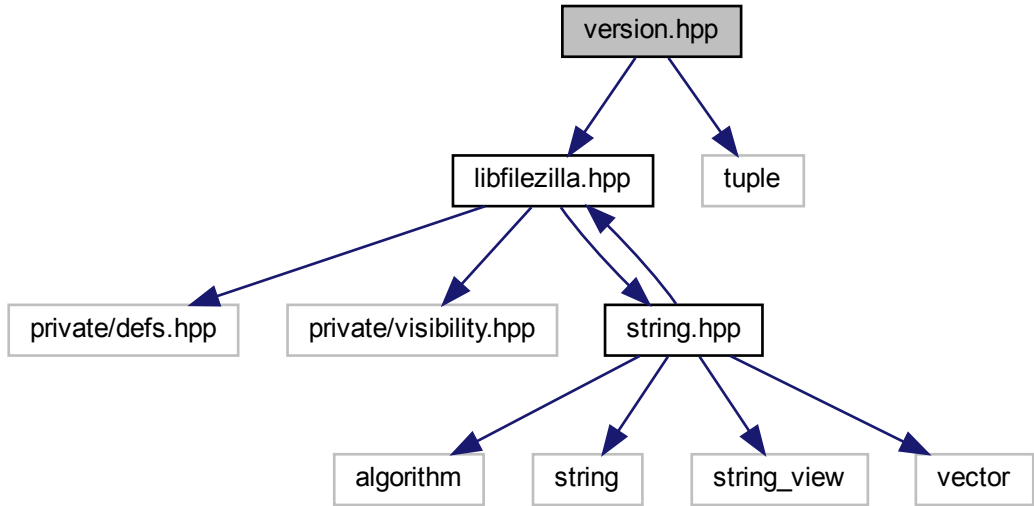 version.hpp
libfilezilla.hpp
tuple
private/defs.hpp
private/visibility.hpp
string.hpp
algorithm
string
string_view
vector